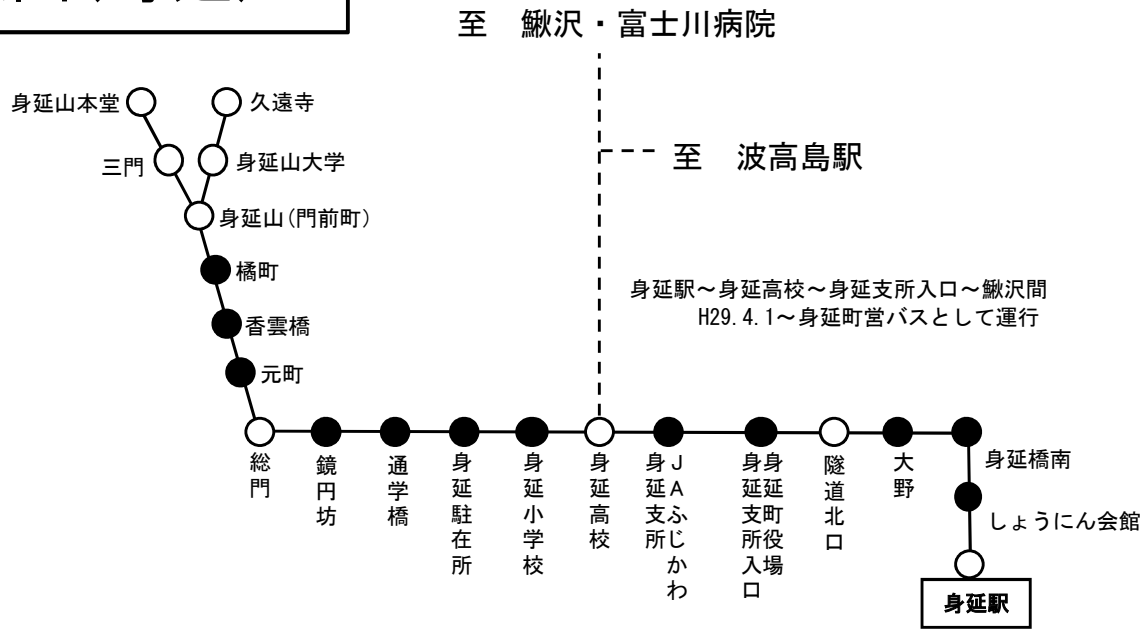 至 鰍沢・富士川病院
身延山本堂
久遠寺
至 波高島駅
三門
身延山大学
身延山(門前町)
橘町
身延駅～身延高校～身延支所入口～鰍沢間
H29.4.1～身延町営バスとして運行
香雲橋
元町
総門
鏡円坊
通学橋
身延駐在所
身延小学校
身延高校
JAふじかわ
身延支所
身延町役場
身延支所入口
隧道北口
大野
身延橋南
しょうにん会館
身延駅